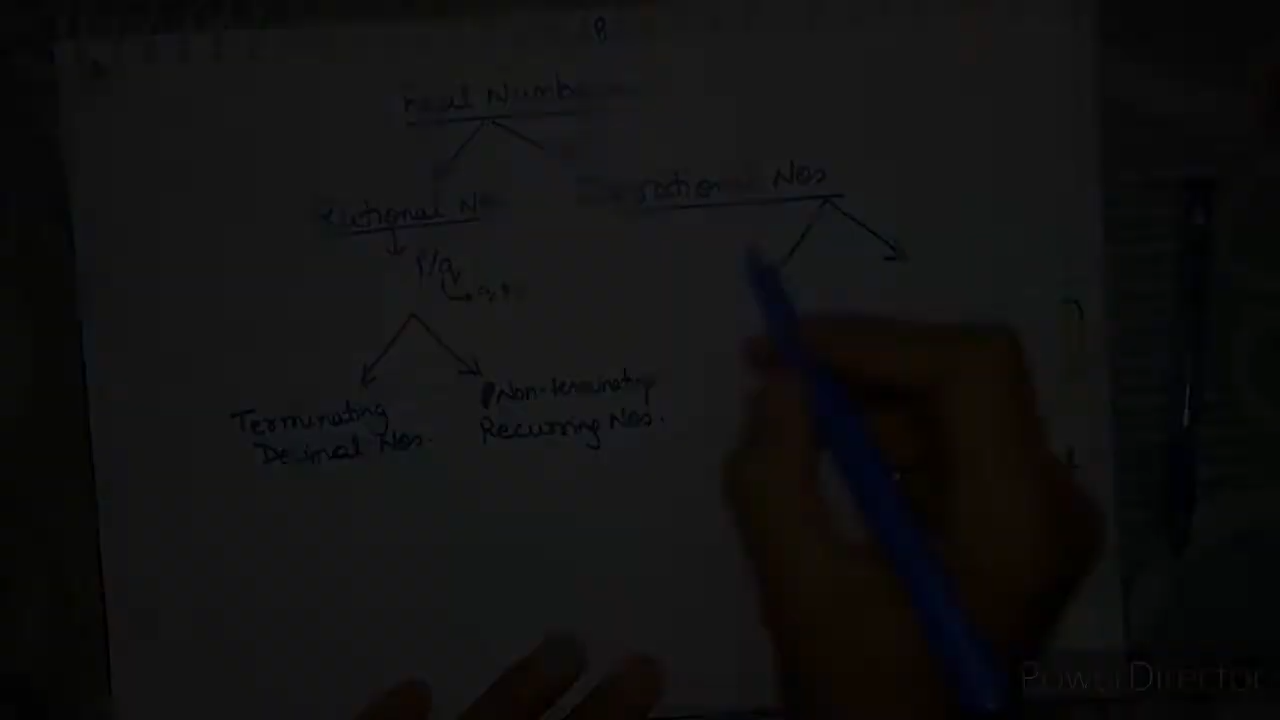 Real Numbers
Rational Nos
Irrational Nos
P/q
Terminating
Decimal Nos.
Non-terminating
Recurring Nos.
PowerDirector